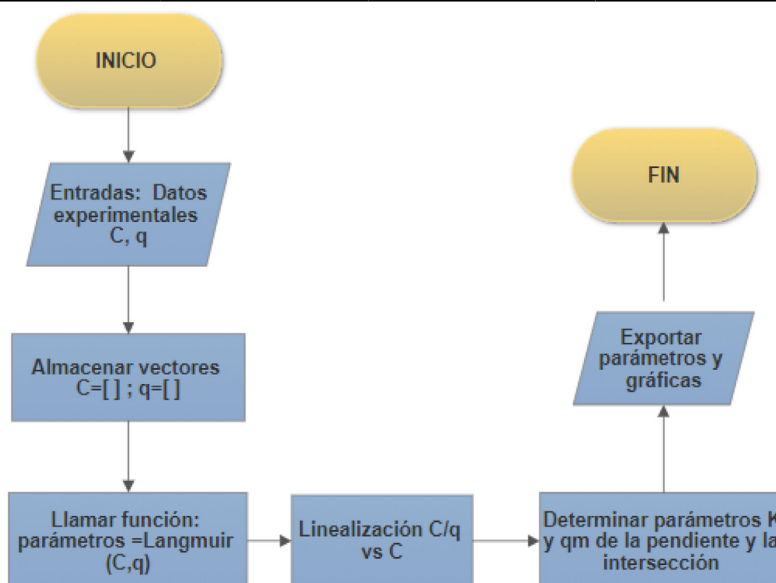 INICIO
Entradas:  Datos
experimentales
C, q
Almacenar vectores
C=[ ] ; q=[ ]
Llamar función:
parámetros =Langmuir
(C,q)
Linealización C/q
vs C
Determinar parámetros K
y qm de la pendiente y la
intersección
Exportar
parámetros y
gráficas
FIN